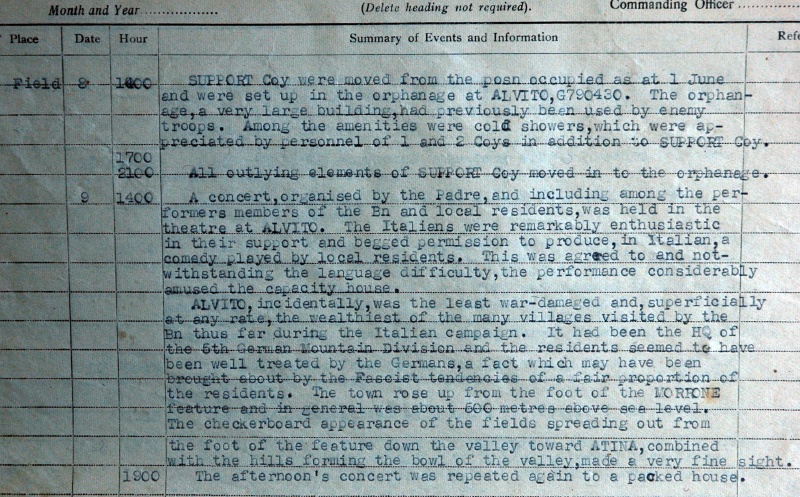 Month and Year.................. (Delete heading not required). Commanding Officer ..............
Place Date Hour Summary of Events and Information
Field 8 1600 SUPPORT Coy were moved from the posn occupied as at 1 June
and were set up in the orphanage at ALVITO,G790430. The orphan-
age,a very large building,had previously been used by enemy
troops. Among the amenities were cold showers,which were ap-
preciated by personnel of 1 and 2 Coys in addition to SUPPORT Coy.
1700
2100 All outlying elements of SUPPORT Coy moved in to the orphanage.
9 1400 A concert,organised by the Padre,and including among the per-
formers members of the Bn and local residents,was held in the
theatre at ALVITO. The Italians were remarkably enthusiastic
in their support and begged permission to produce,in Italian,a
comedy played by local residents. This was agreed to and not-
withstanding the language difficulty,the performance considerably
amused the capacity house.
ALVITO,incidentally,was the least war-damaged and,superficially
at any rate,the wealthiest of the many villages visited by the
Bn thus far during the Italian campaign. It had been the HQ of
the 5th German Mountain Division and the residents seemed to have
been well treated by the Germans,a fact which may have been
brought about by the Fascist tendencies of a fair proportion of
the residents. The town rose up from the foot of the MORRONE
feature and in general was about 500 metres above sea level.
The checkerboard appearance of the fields spreading out from
the foot of the feature down the valley toward ATINA,combined
with the hills forming the bowl of the valley,made a very fine sight.
1900 The afternoon's concert was repeated again to a packed house.